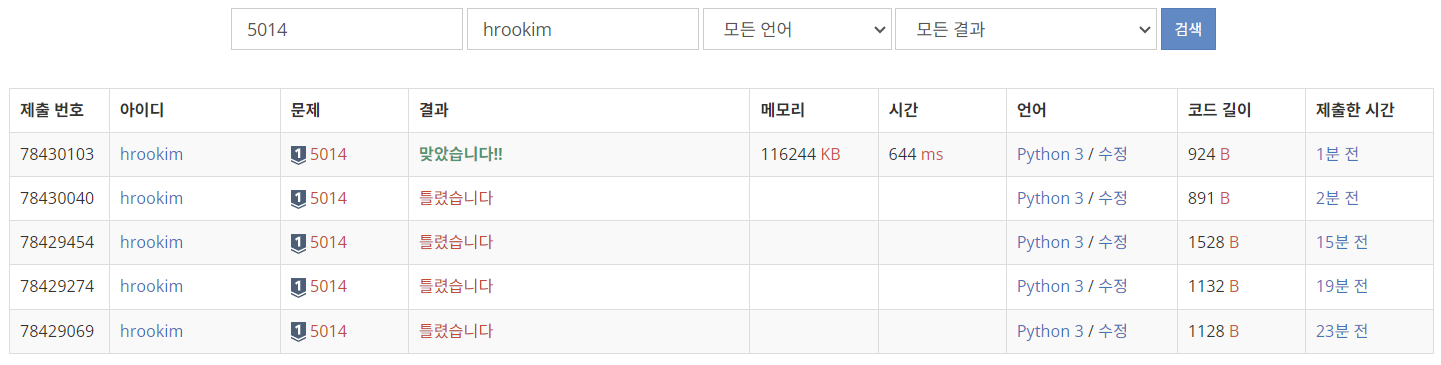 5014 hrookim 모든 언어 모든 결과 검색
제출 번호 아이디 문제 결과 메모리 시간 언어 코드 길이 제출한 시간
78430103 hrookim 1 5014 맞았습니다!! 116244 KB 644 ms Python 3 / 수정 924 B 1분 전
78430040 hrookim 1 5014 틀렸습니다 Python 3 / 수정 891 B 2분 전
78429454 hrookim 1 5014 틀렸습니다 Python 3 / 수정 1528 B 15분 전
78429274 hrookim 1 5014 틀렸습니다 Python 3 / 수정 1132 B 19분 전
78429069 hrookim 1 5014 틀렸습니다 Python 3 / 수정 1128 B 23분 전